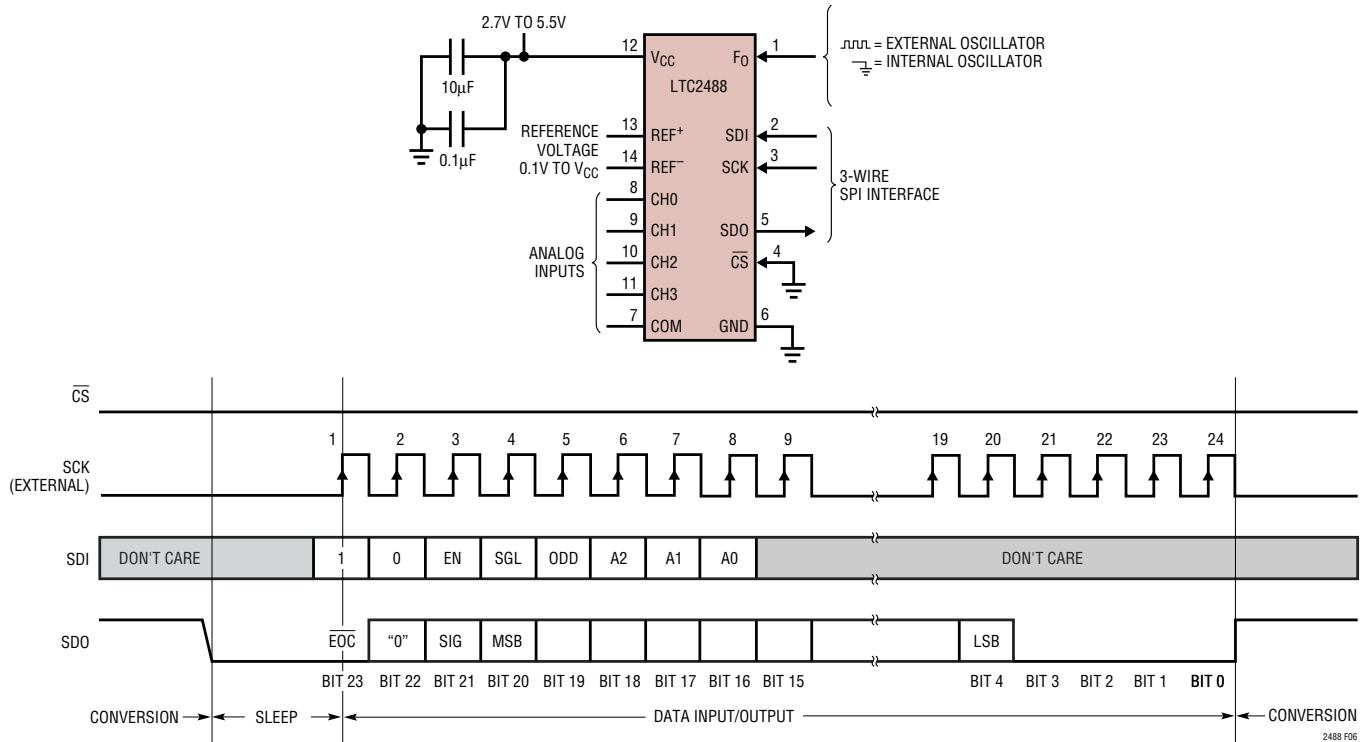 2.7V TO 5.5V
10µF
0.1µF
REFERENCE
VOLTAGE
0.1V TO VCC
ANALOG
INPUTS
12
13
14
8
9
10
11
7
VCC
LTC2488
REF+
REF–
CH0
CH1
CH2
CH3
COM
FO
SDI
SCK
SDO
CS
GND
1
2
3
5
4
6
= EXTERNAL OSCILLATOR
= INTERNAL OSCILLATOR
3-WIRE
SPI INTERFACE
CS
SCK
(EXTERNAL)
1 2 3 4 5 6 7 8 9 19 20 21 22 23 24
SDI DON'T CARE 1 0 EN SGL ODD A2 A1 A0 DON'T CARE
SDO EOC “0” SIG MSB LSB
BIT 23 BIT 22 BIT 21 BIT 20 BIT 19 BIT 18 BIT 17 BIT 16 BIT 15 BIT 4 BIT 3 BIT 2 BIT 1 BIT 0
CONVERSION SLEEP DATA INPUT/OUTPUT CONVERSION
2488 F06